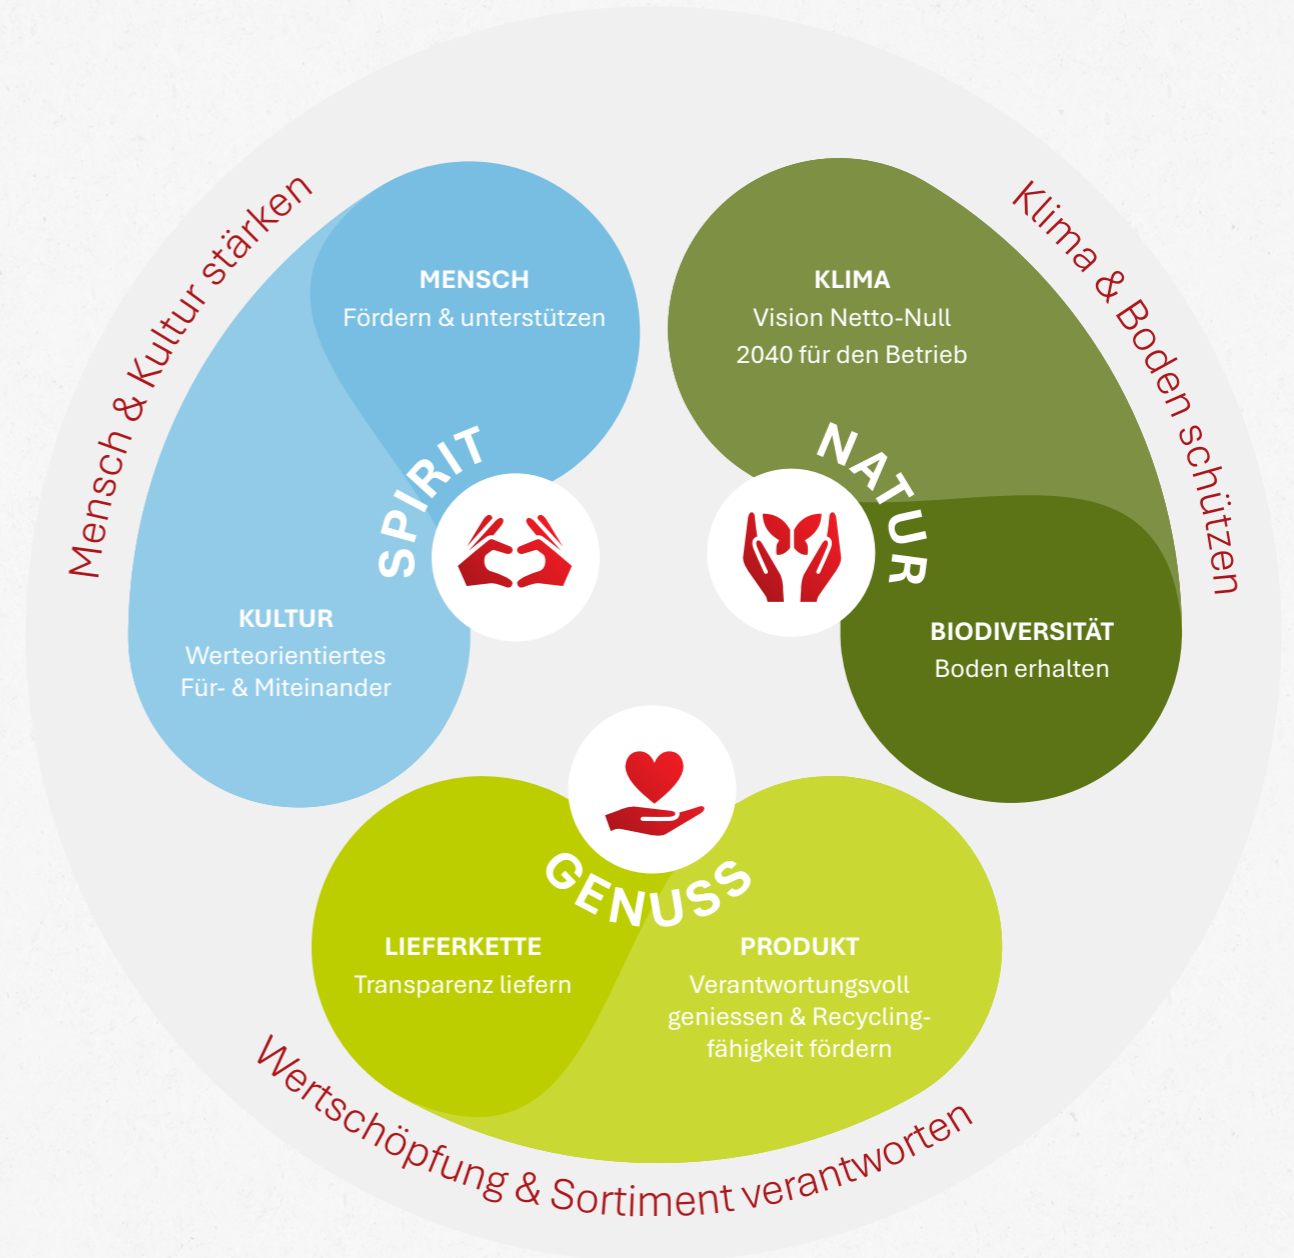 Mensch & Kultur stärken
MENSCH
Fördern & unterstützen
SPIRIT
KULTUR
Werteorientiertes
Für- & Miteinander
Klima & Boden schützen
KLIMA
Vision Netto-Null
2040 für den Betrieb
NATUR
BIODIVERSITÄT
Boden erhalten
GENUSS
LIEFERKETTE
Transparenz liefern
PRODUKT
Verantwortungsvoll
geniessen & Recycling-
fähigkeit fördern
Wertschöpfung & Sortiment verantworten